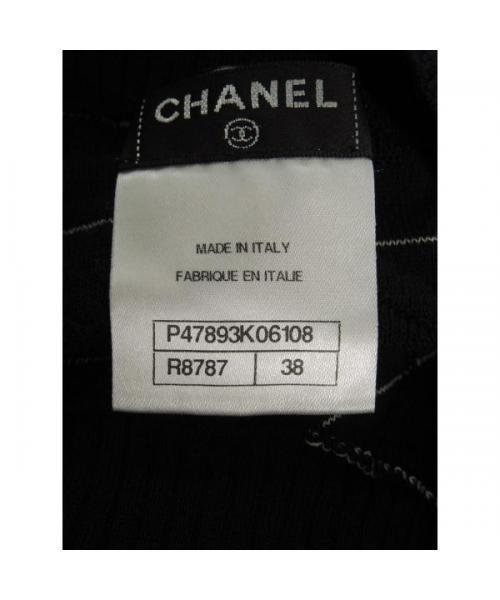 CHANEL
MADE IN ITALY
FABRIQUE EN ITALIE
P47893K06108
R8787 38